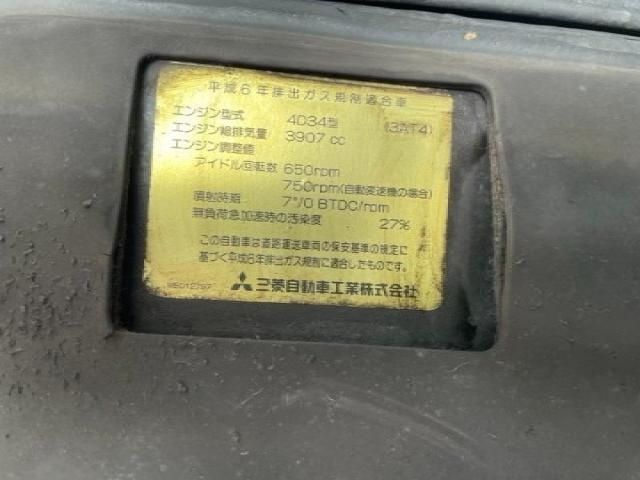 平成6年排出ガス規制適合車
エンジン型式 4D34型 (3AT4)
エンジン総排気量 3907 cc
エンジン調整値
アイドル回転数 650rpm
750rpm(自動変速機の場合)
噴射時期 7°/0 BTDC/rpm
無負荷急加速時の汚染度 27%
この自動車は道路運送車両の保安基準の規定に
基づく平成6年排出ガス規制に適合したものです。
三菱自動車工業株式会社